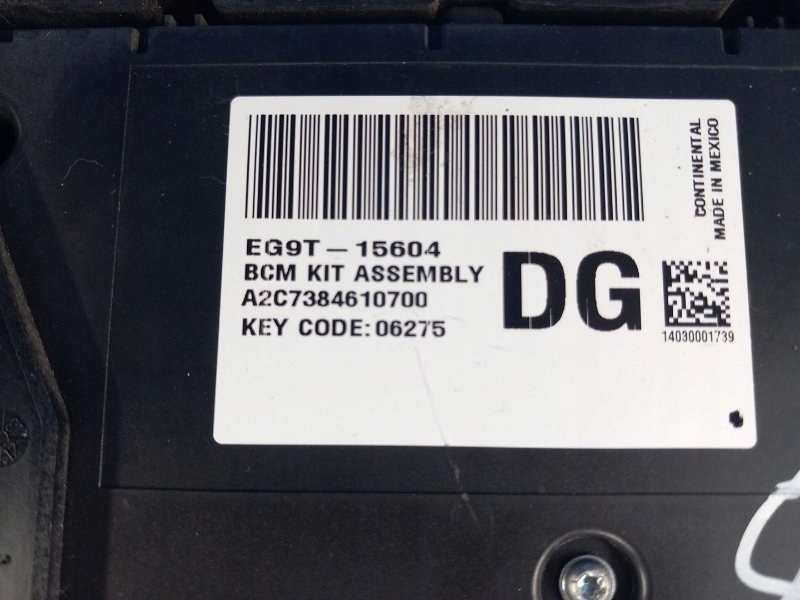 EG9T-15604
BCM KIT ASSEMBLY
A2C7384610700
KEY CODE: 06275
DG
CONTINENTAL
MADE IN MEXICO
14030001739